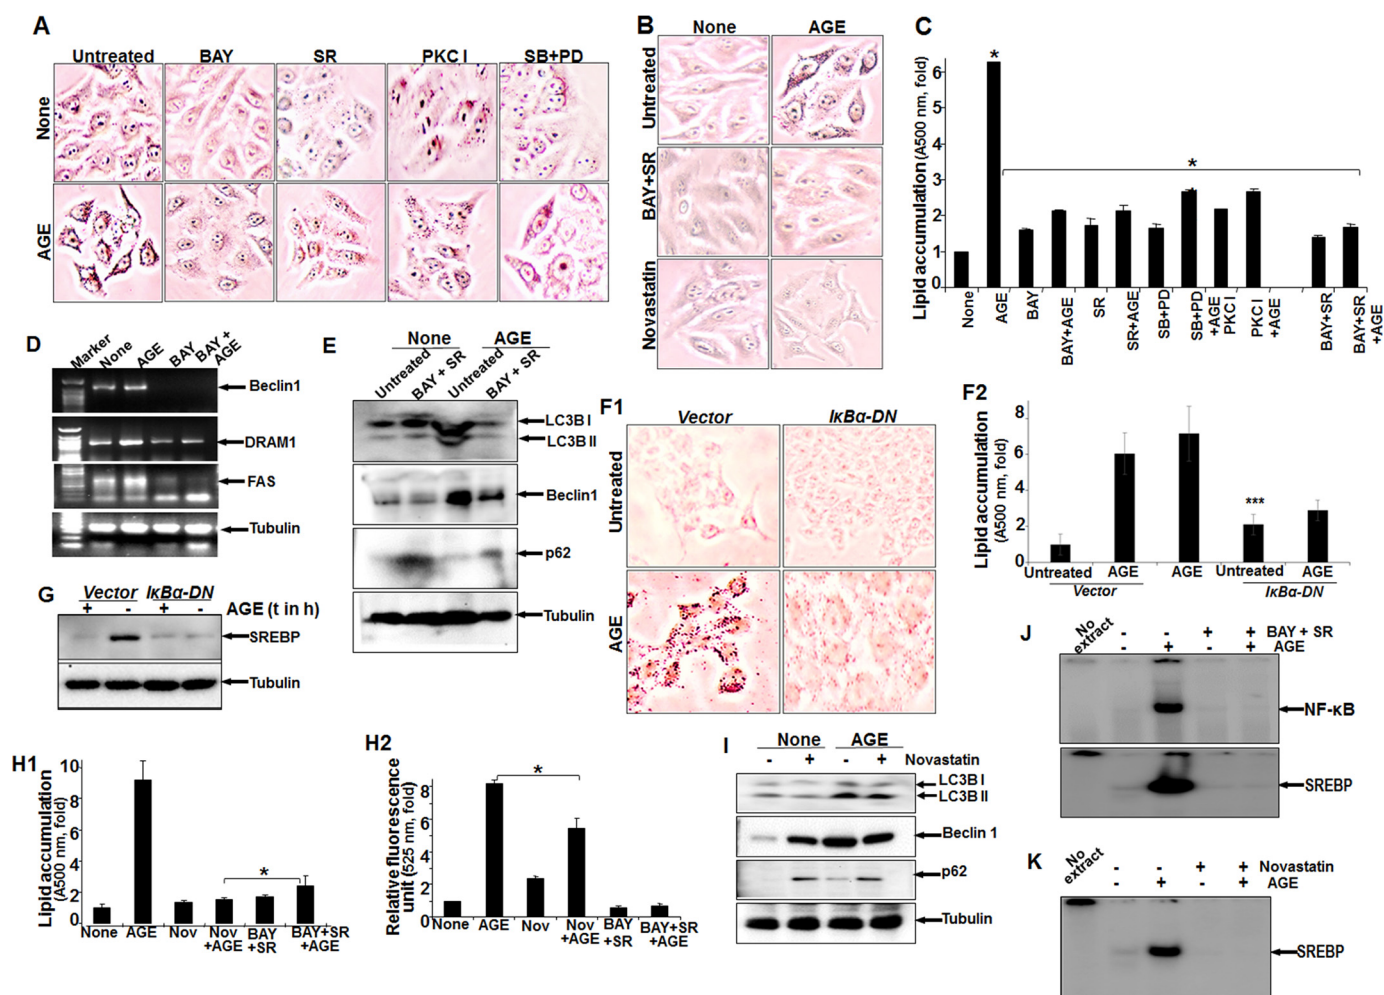 A
Untreated BAY SR PKC I SB+PD
None
AGE
B
None AGE
Untreated
BAY+SR
Novastatin
C
Lipid accumulation (A500 nm, fold)
6
5
4
3
2
1
0
*
*
None
AGE
BAY
BAY+AGE
SR
SR+AGE
SB+PD
SB+PD
+AGE
PKC I
PKC I
+AGE
BAY+SR
BAY+SR
+AGE
D
Marker
None
AGE
BAY
BAY+
AGE
Beclin1
DRAM1
FAS
Tubulin
E
None AGE
Untreated
BAY + SR
Untreated
BAY + SR
LC3B I
LC3B II
Beclin1
p62
Tubulin
F1
Vector IκBα-DN
Untreated
AGE
F2
Lipid accumulation
(A500 nm, fold)
8
6
4
2
0
***
Untreated AGE AGE Untreated AGE
Vector IκBα-DN
G
Vector IκBα-DN
+ - + - AGE (t in h)
SREBP
Tubulin
H1
Lipid accumulation
(A500 nm, fold)
10
8
6
4
2
0
*
None AGE Nov Nov BAY BAY+SR
+AGE +SR +AGE
H2
Relative fluorescence
unit (525 nm, fold)
8
6
4
2
0
*
None AGE Nov Nov BAY BAY+SR
+AGE +SR +AGE
I
None AGE
- + - + Novastatin
LC3B I
LC3B II
Beclin 1
p62
Tubulin
J
No
extract
- - + + BAY + SR
- + - + AGE
NF-κB
SREBP
K
No
extract
- - + + Novastatin
- + - + AGE
SREBP